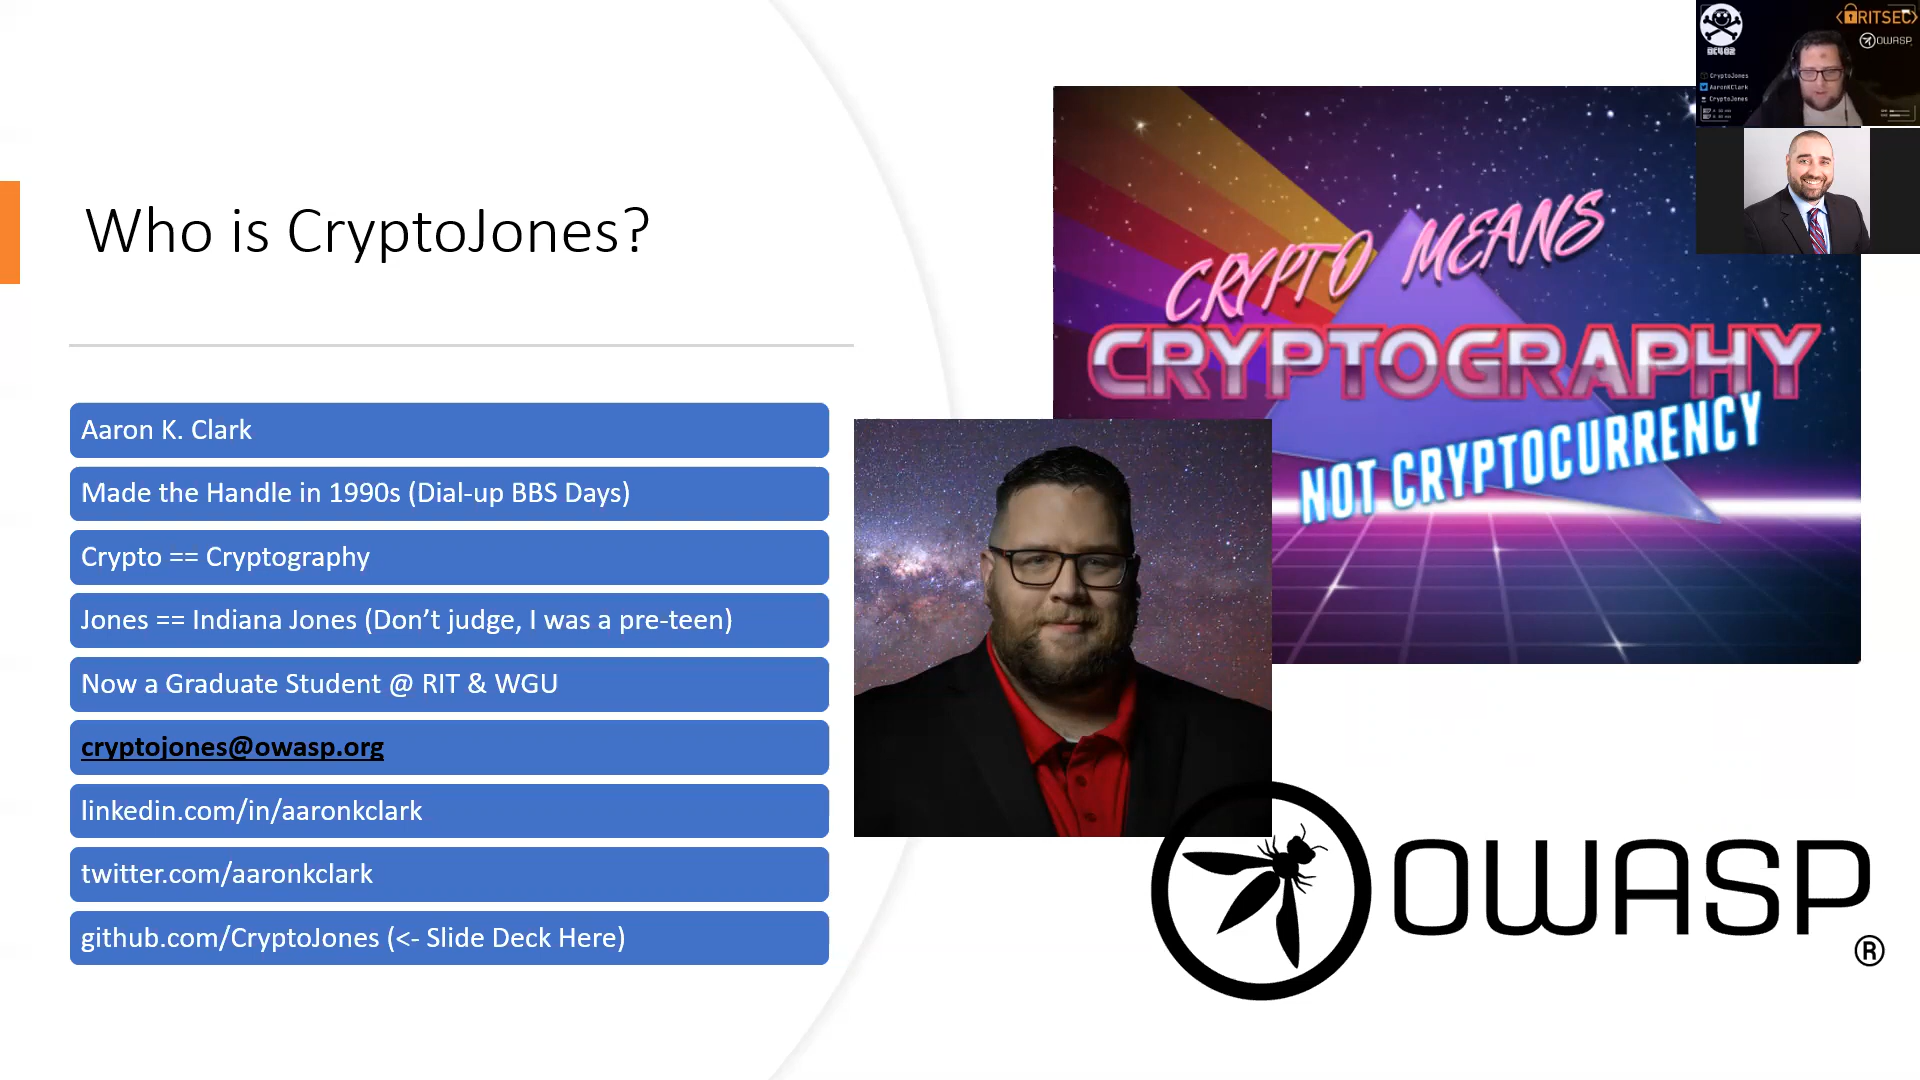 Who is CryptoJones?
Aaron K. Clark
Made the Handle in 1990s (Dial-up BBS Days)
Crypto == Cryptography
Jones == Indiana Jones (Don’t judge, I was a pre-teen)
Now a Graduate Student @ RIT & WGU
cryptojones@owasp.org
linkedin.com/in/aaronkclark
twitter.com/aaronkclark
github.com/CryptoJones (<- Slide Deck Here)
CRYPTO MEANS
CRYPTOGRAPHY
NOT CRYPTOCURRENCY
OWASP
®
RITSEC
OWASP
CryptoJones
AaronKClark
CryptoJones